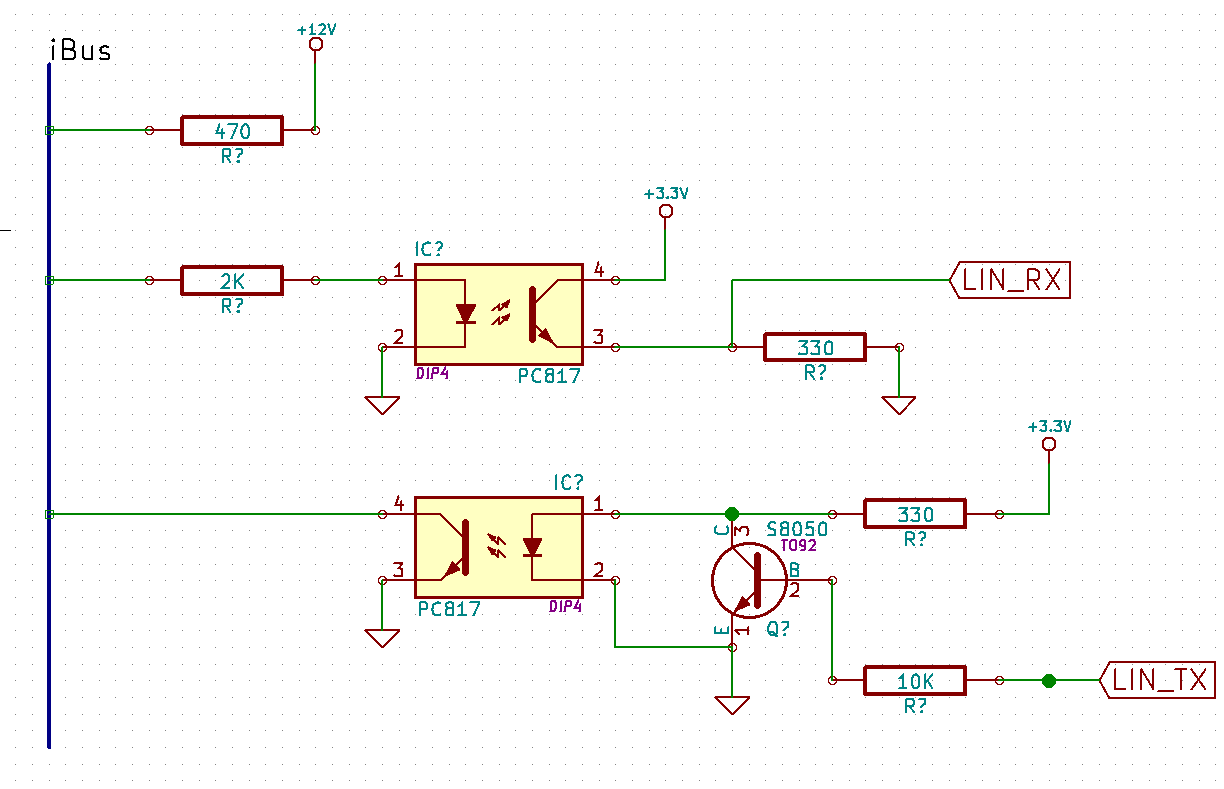 +12V
iBus
470
R?
+3.3V
IC?
1
4
2K
R?
LIN_RX
2
3
330
DIP4
PC817
R?
+3.3V
IC?
4
1
330
C
3
S8050
R?
TO92
3
2
B
2
PC817
DIP4
E
1
Q?
10K
LIN_TX
R?